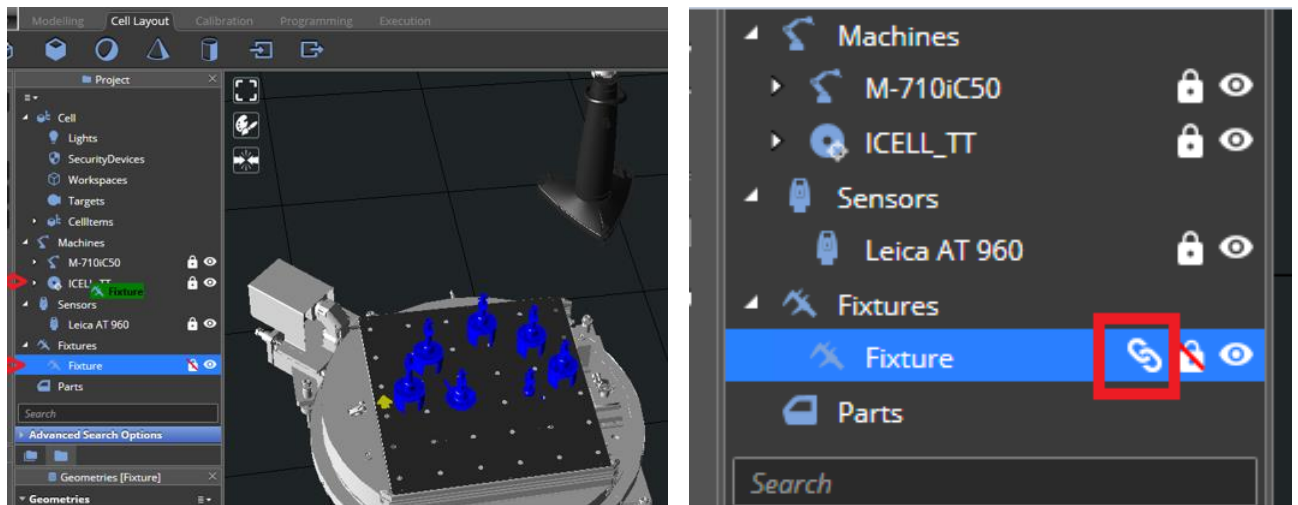 Modelling Cell Layout Calibration Programming Execution
Project
Cell
Lights
SecurityDevices
Workspaces
Targets
CellItems
Machines
M-710iC50
ICELL_TT
Fixture
Sensors
Leica AT 960
Fixtures
Fixture
Parts
Search
Advanced Search Options
Geometries [Fixture]
Geometries
Machines
M-710iC50
ICELL_TT
Sensors
Leica AT 960
Fixtures
Fixture
Parts
Search